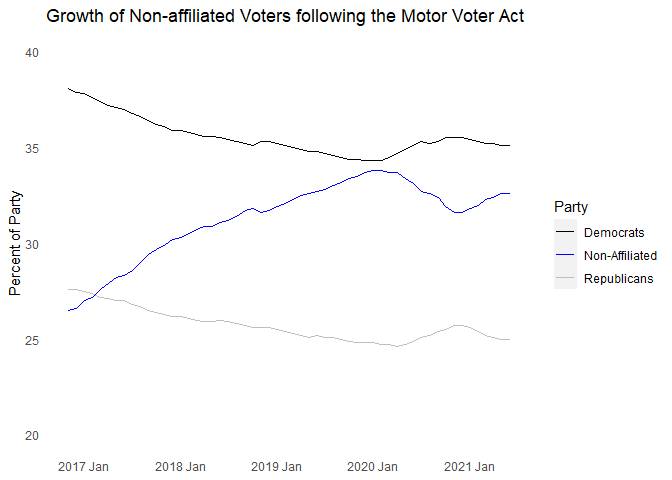 Growth of Non-affiliated Voters following the Motor Voter Act
40
35
30
25
20
Percent of Party
2017 Jan
2018 Jan
2019 Jan
2020 Jan
2021 Jan
Party
Democrats
Non-Affiliated
Republicans